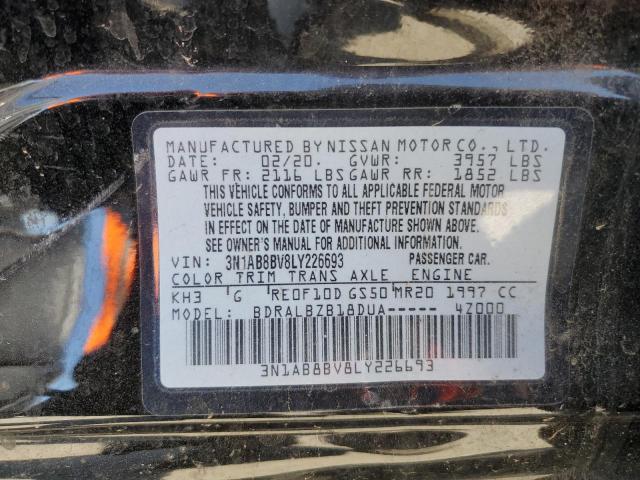 MANUFACTURED BY NISSAN MOTOR CO., LTD.
DATE: 02/20. GVWR: 3957 LBS
GAWR FR: 2116 LBS GAWR RR: 1852 LBS
THIS VEHICLE CONFORMS TO ALL APPLICABLE FEDERAL MOTOR
VEHICLE SAFETY, BUMPER AND THEFT PREVENTION STANDARDS
IN EFFECT ON THE DATE OF MANUFACTURE SHOWN ABOVE.
SEE OWNER'S MANUAL FOR ADDITIONAL INFORMATION
VIN: 3N1AB8BV8LY226693 PASSENGER CAR.
COLOR TRIM TRANS AXLE ENGINE
KH3 G RE0F10D GS50 MR20 1997 CC
MODEL: BDRALBZB18DUA----- 4Z000
3N1AB8BV8LY226693